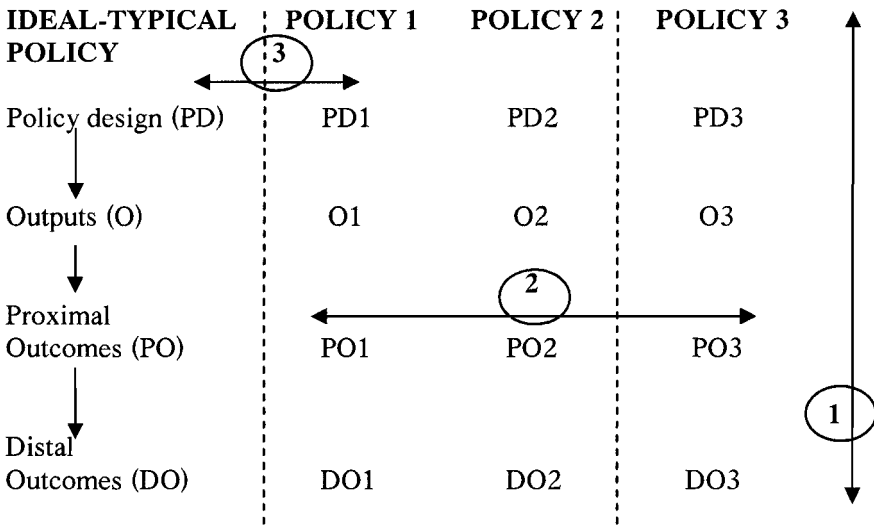 IDEAL-TYPICAL POLICY 1 POLICY 2 POLICY 3
POLICY
3
Policy design (PD) PD1 PD2 PD3
Outputs (O) O1 O2 O3
2
Proximal
Outcomes (PO) PO1 PO2 PO3
1
Distal
Outcomes (DO) DO1 DO2 DO3